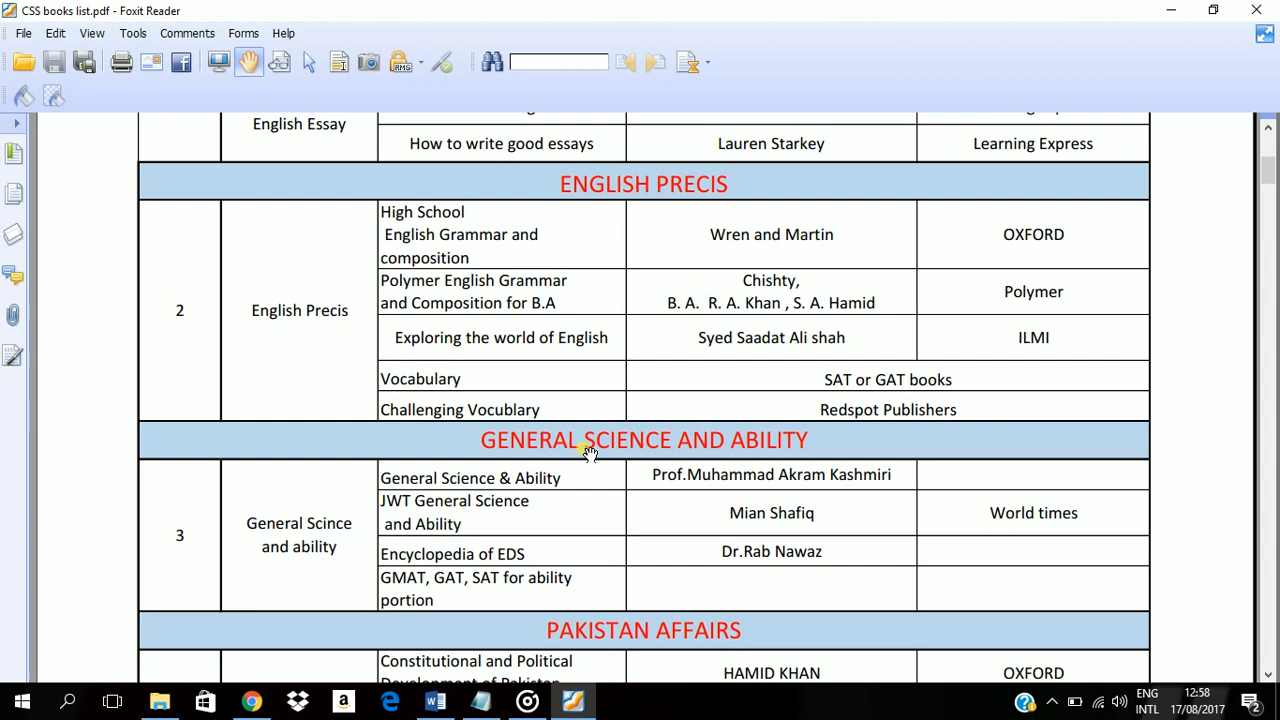 CSS books list.pdf - Foxit Reader
File Edit View Tools Comments Forms Help
RMS
English Essay
How to write good essays Lauren Starkey Learning Express
ENGLISH PRECIS
2 English Precis
High School
English Grammar and
composition
Wren and Martin OXFORD
Polymer English Grammar
and Composition for B.A
Chishty,
B. A. R. A. Khan , S. A. Hamid
Polymer
Exploring the world of English Syed Saadat Ali shah ILMI
Vocabulary SAT or GAT books
Challenging Vocublary Redspot Publishers
GENERAL SCIENCE AND ABILITY
3
General Scince
and ability
General Science & Ability Prof.Muhammad Akram Kashmiri
JWT General Science
and Ability
Mian Shafiq World times
Encyclopedia of EDS Dr.Rab Nawaz
GMAT, GAT, SAT for ability
portion
PAKISTAN AFFAIRS
Constitutional and Political
Development of Pakistan
HAMID KHAN OXFORD
ENG
INTL
12:58
17/08/2017
2